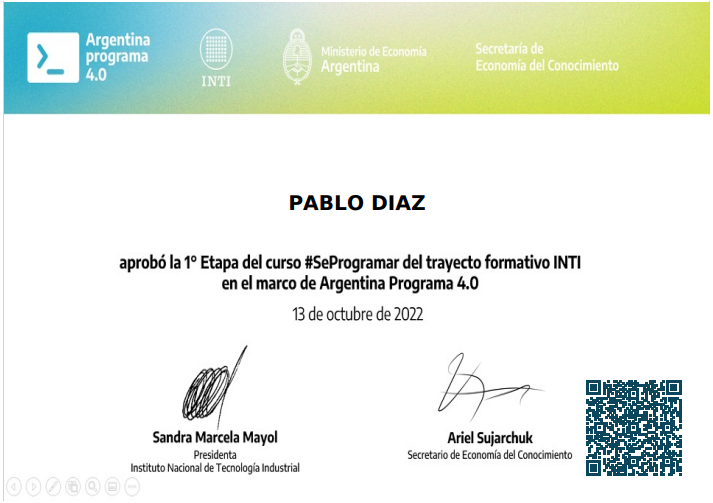 Argentina
programa
4.0
INTI
Ministerio de Economía
Argentina
Secretaría de
Economía del Conocimiento
PABLO DIAZ
aprobó la 1° Etapa del curso #SeProgramar del trayecto formativo INTI
en el marco de Argentina Programa 4.0
13 de octubre de 2022
Sandra Marcela Mayol
Presidenta
Instituto Nacional de Tecnología Industrial
Ariel Sujarchuk
Secretario de Economía del Conocimiento